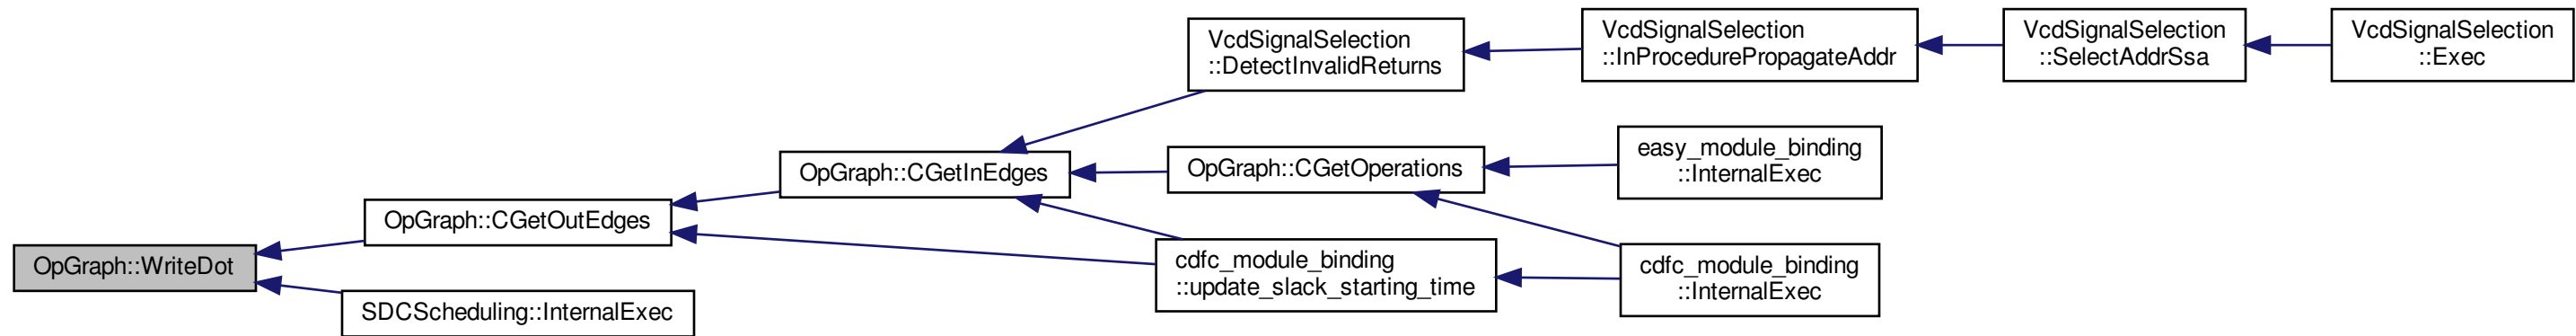 OpGraph::WriteDot
OpGraph::CGetOutEdges
SDCScheduling::InternalExec
OpGraph::CGetInEdges
VcdSignalSelection
::DetectInvalidReturns
OpGraph::CGetOperations
cdfc_module_binding
::update_slack_starting_time
VcdSignalSelection
::InProcedurePropagateAddr
easy_module_binding
::InternalExec
cdfc_module_binding
::InternalExec
VcdSignalSelection
::SelectAddrSsa
VcdSignalSelection
::Exec